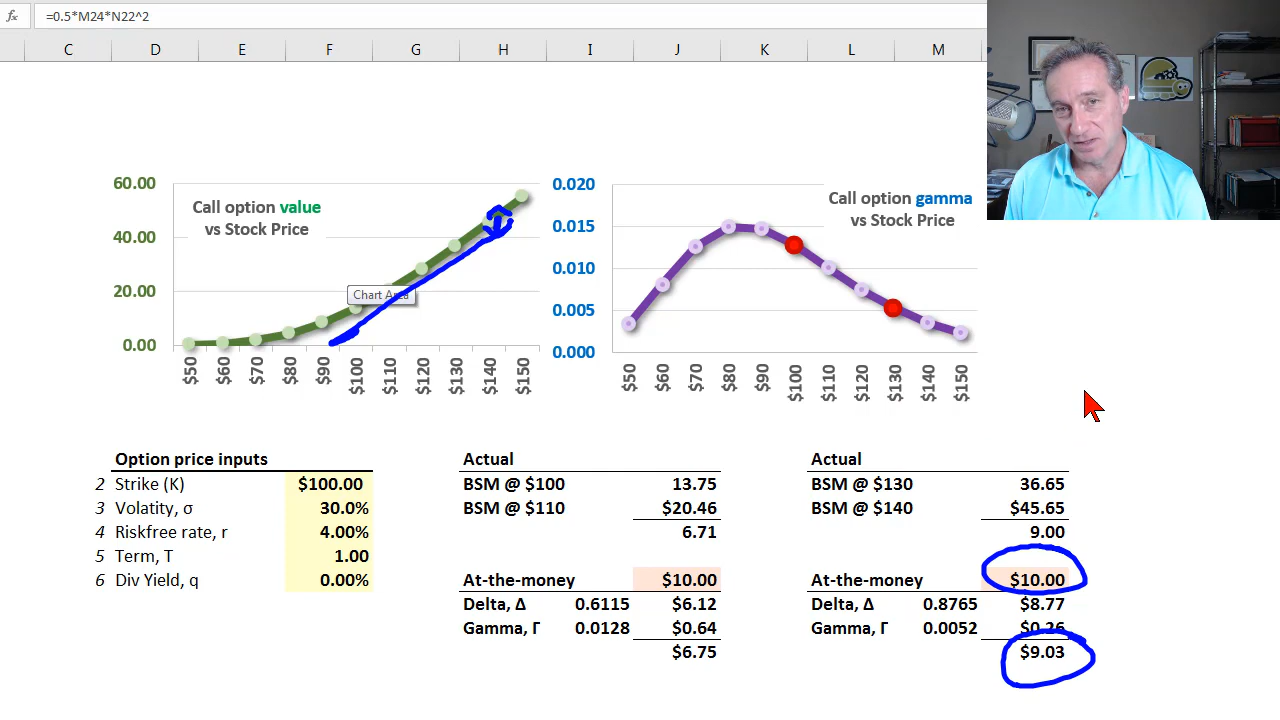 fx =0.5*M24*N22^2
C D E F G H I J K L M
60.00
40.00
20.00
0.00
Call option value
vs Stock Price
Chart Area
$50 $60 $70 $80 $90 $100 $110 $120 $130 $140 $150
0.020
0.015
0.010
0.005
0.000
Call option gamma
vs Stock Price
$50 $60 $70 $80 $90 $100 $110 $120 $130 $140 $150
Option price inputs
2 Strike (K) $100.00
3 Volatity, σ 30.0%
4 Riskfree rate, r 4.00%
5 Term, T 1.00
6 Div Yield, q 0.00%
Actual
BSM @ $100 13.75
BSM @ $110 $20.46
6.71
At-the-money $10.00
Delta, Δ 0.6115 $6.12
Gamma, Γ 0.0128 $0.64
$6.75
Actual
BSM @ $130 36.65
BSM @ $140 $45.65
9.00
At-the-money $10.00
Delta, Δ 0.8765 $8.77
Gamma, Γ 0.0052 $0.26
$9.03